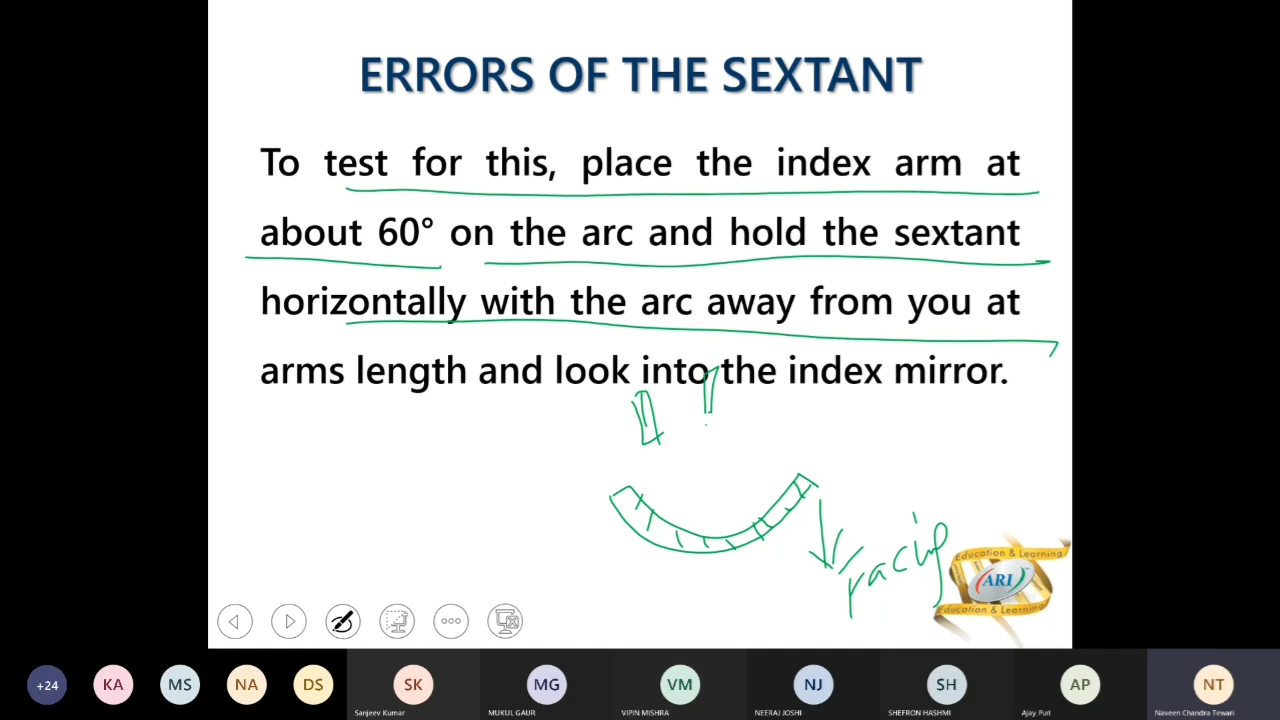 ERRORS OF THE SEXTANT
To test for this, place the index arm at
about 60° on the arc and hold the sextant
horizontally with the arc away from you at
arms length and look into the index mirror.
facing
Education & Learning
ARI
Education & Learning
+24
KA
MS
NA
DS
SK
MG
VM
NJ
SH
AP
NT
Sanjeev Kumar
MUKUL GAUR
VIPIN MISHRA
NEERAJ JOSHI
SHEFRON HASHMI
Ajay Puri
Naveen Chandra Tewari